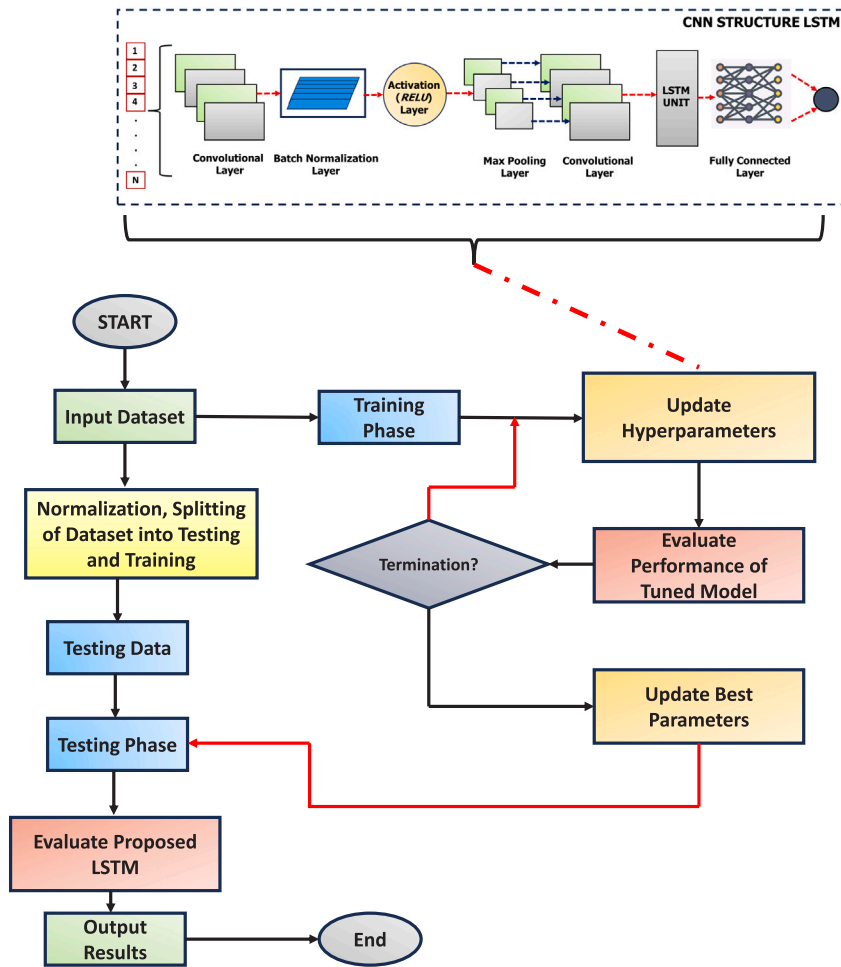 CNN STRUCTURE LSTM
1
2
3
4
.
.
.
.
N
Convolutional
Layer
Batch Normalization
Layer
Activation
(RELU)
Layer
Max Pooling
Layer
Convolutional
Layer
LSTM
UNIT
Fully Connected
Layer
START
Input Dataset
Training
Phase
Update
Hyperparameters
Normalization, Splitting
of Dataset into Testing
and Training
Termination?
Evaluate
Performance of
Tuned Model
Testing Data
Update Best
Parameters
Testing Phase
Evaluate Proposed
LSTM
Output
Results
End